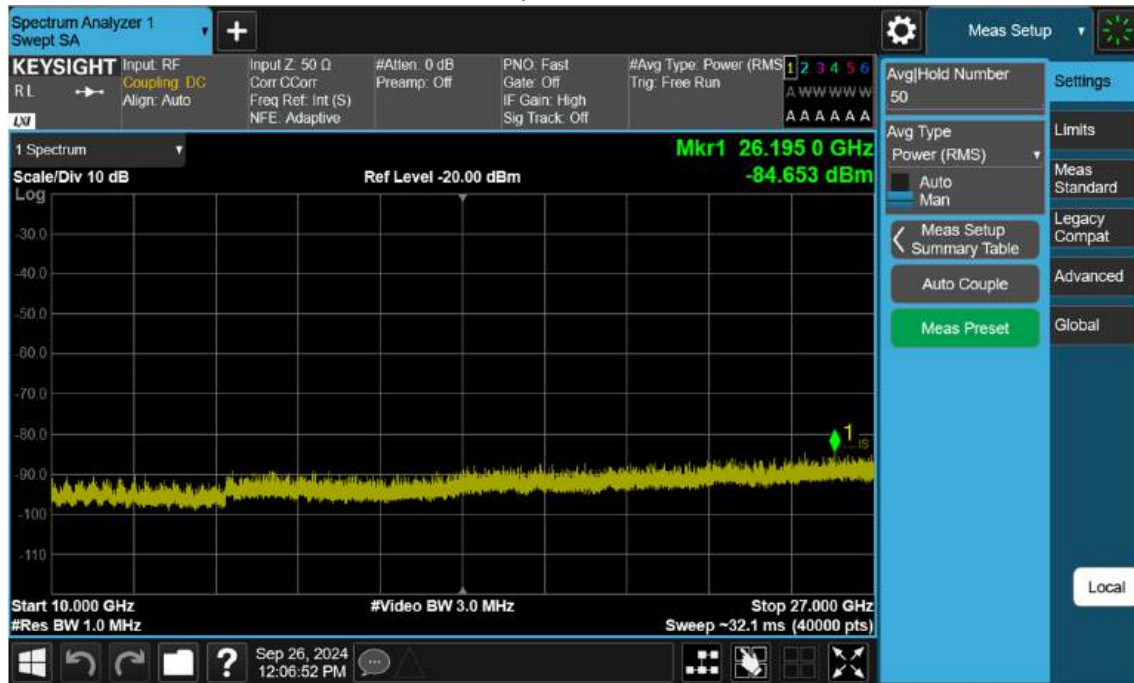 Spectrum Analyzer 1
Swept SA
+
Meas Setup
KEYSIGHT
RL
LXI
Input: RF
Coupling: DC
Align: Auto
Input Z: 50 Ω
Corr CCorr
Freq Ref: Int (S)
NFE: Adaptive
#Atten: 0 dB
Preamp: Off
PNO: Fast
Gate: Off
IF Gain: High
Sig Track: Off
#Avg Type: Power (RMS
Trig: Free Run
1 2 3 4 5 6
A W W W W W
A A A A A A
1 Spectrum
Scale/Div 10 dB
Ref Level -20.00 dBm
Mkr1 26.195 0 GHz
-84.653 dBm
Log
-30.0
-40.0
-50.0
-60.0
-70.0
-80.0
-90.0
-100
-110
1
Start 10.000 GHz
#Video BW 3.0 MHz
Stop 27.000 GHz
#Res BW 1.0 MHz
Sweep ~32.1 ms (40000 pts)
Avg|Hold Number
50
Avg Type
Power (RMS)
Auto
Man
Meas Setup
Summary Table
Auto Couple
Meas Preset
Settings
Limits
Meas
Standard
Legacy
Compat
Advanced
Global
Local
?
Sep 26, 2024
12:06:52 PM